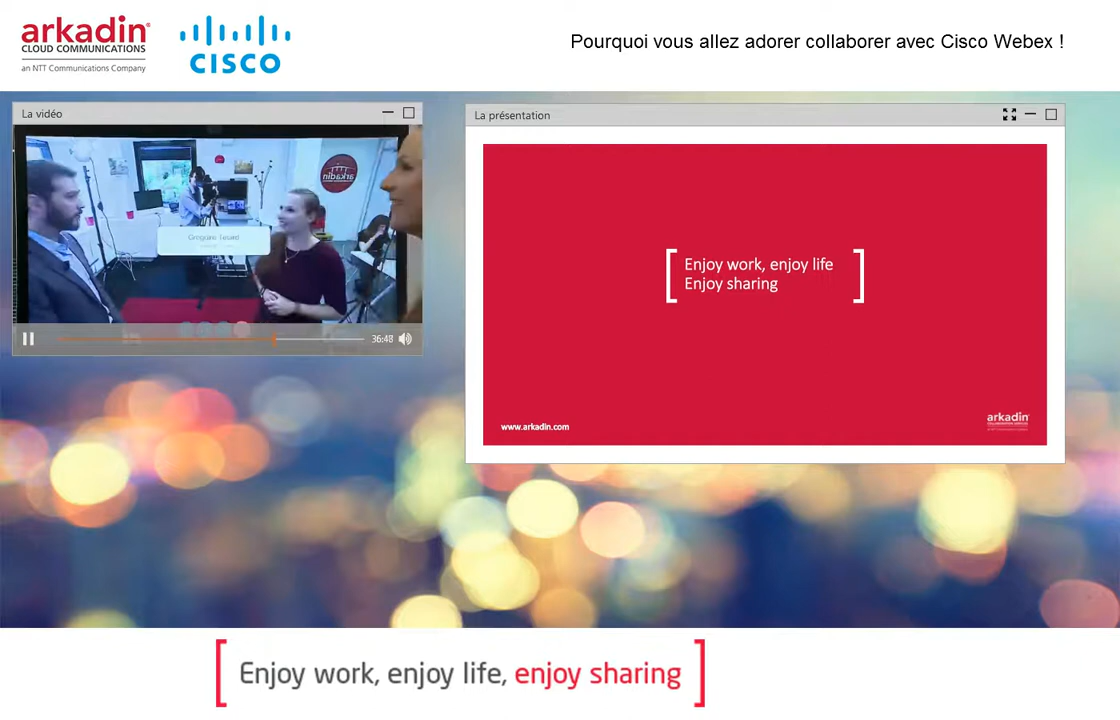 arkadin
CLOUD COMMUNICATIONS
an NTT Communications Company
CISCO
Pourquoi vous allez adorer collaborer avec Cisco Webex !
La vidéo
arkadin
36:48
La présentation
Enjoy work, enjoy life
Enjoy sharing
www.arkadin.com
arkadin
Enjoy work, enjoy life, enjoy sharing